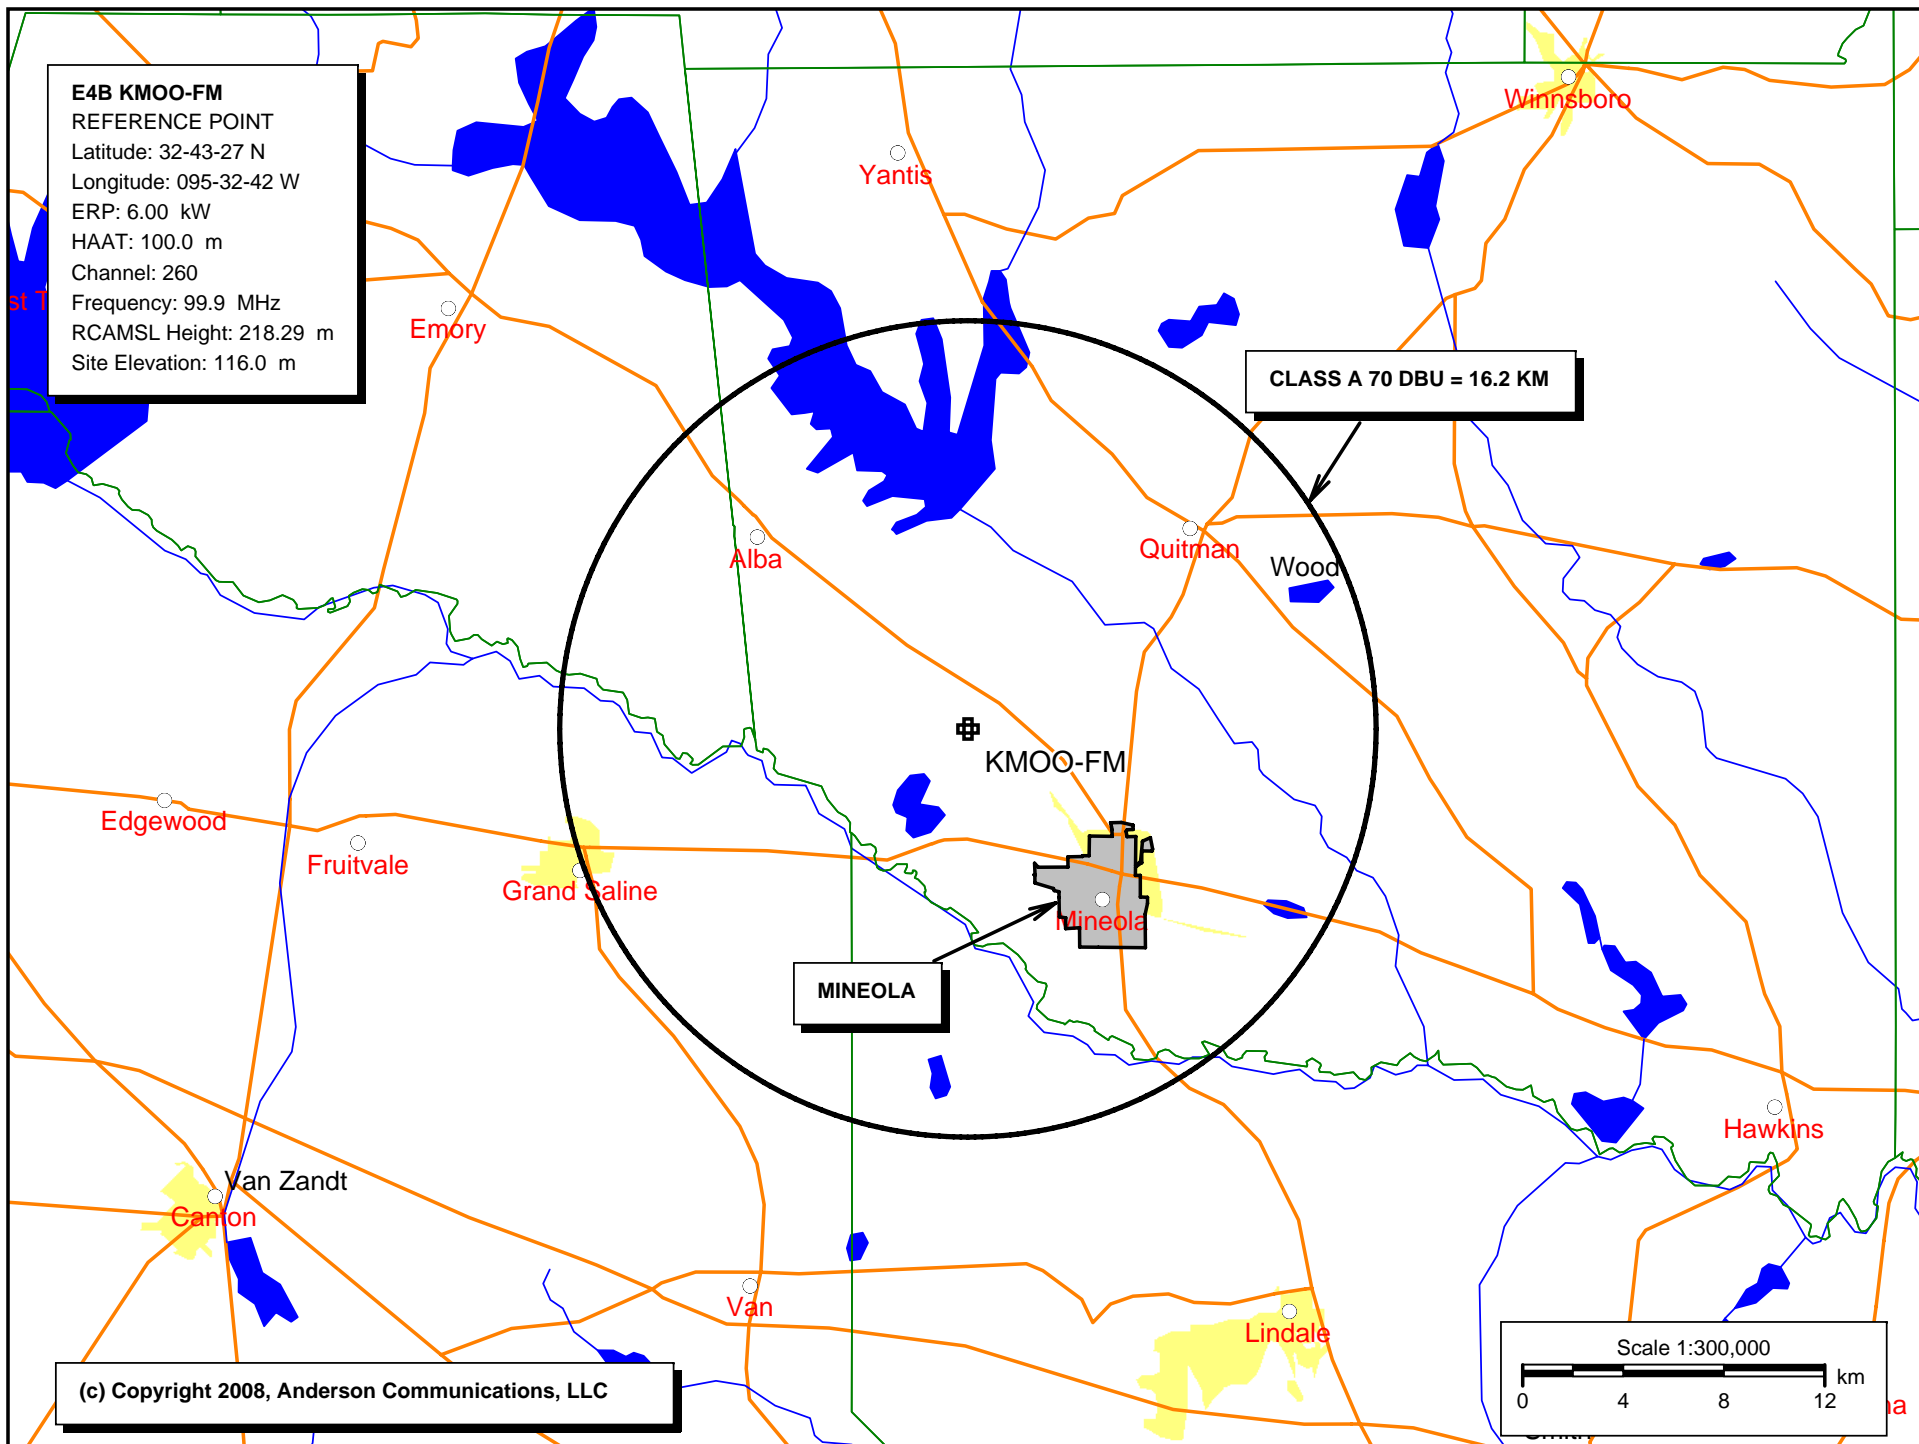 E4B KMOO-FM
REFERENCE POINT
Latitude: 32-43-27 N
Longitude: 095-32-42 W
ERP: 6.00 kW
HAAT: 100.0 m
Channel: 260
Frequency: 99.9 MHz
RCAMSL Height: 218.29 m
Site Elevation: 116.0 m
Winnsboro
Yantis
st T
Emory
CLASS A 70 DBU = 16.2 KM
Alba
Quitman
Wood
KMOO-FM
Edgewood
Fruitvale
Grand Saline
Mineola
MINEOLA
Hawkins
Van Zandt
Canton
Van
Lindale
Scale 1:300,000
km
0 4 8 12
na
Smith
(c) Copyright 2008, Anderson Communications, LLC